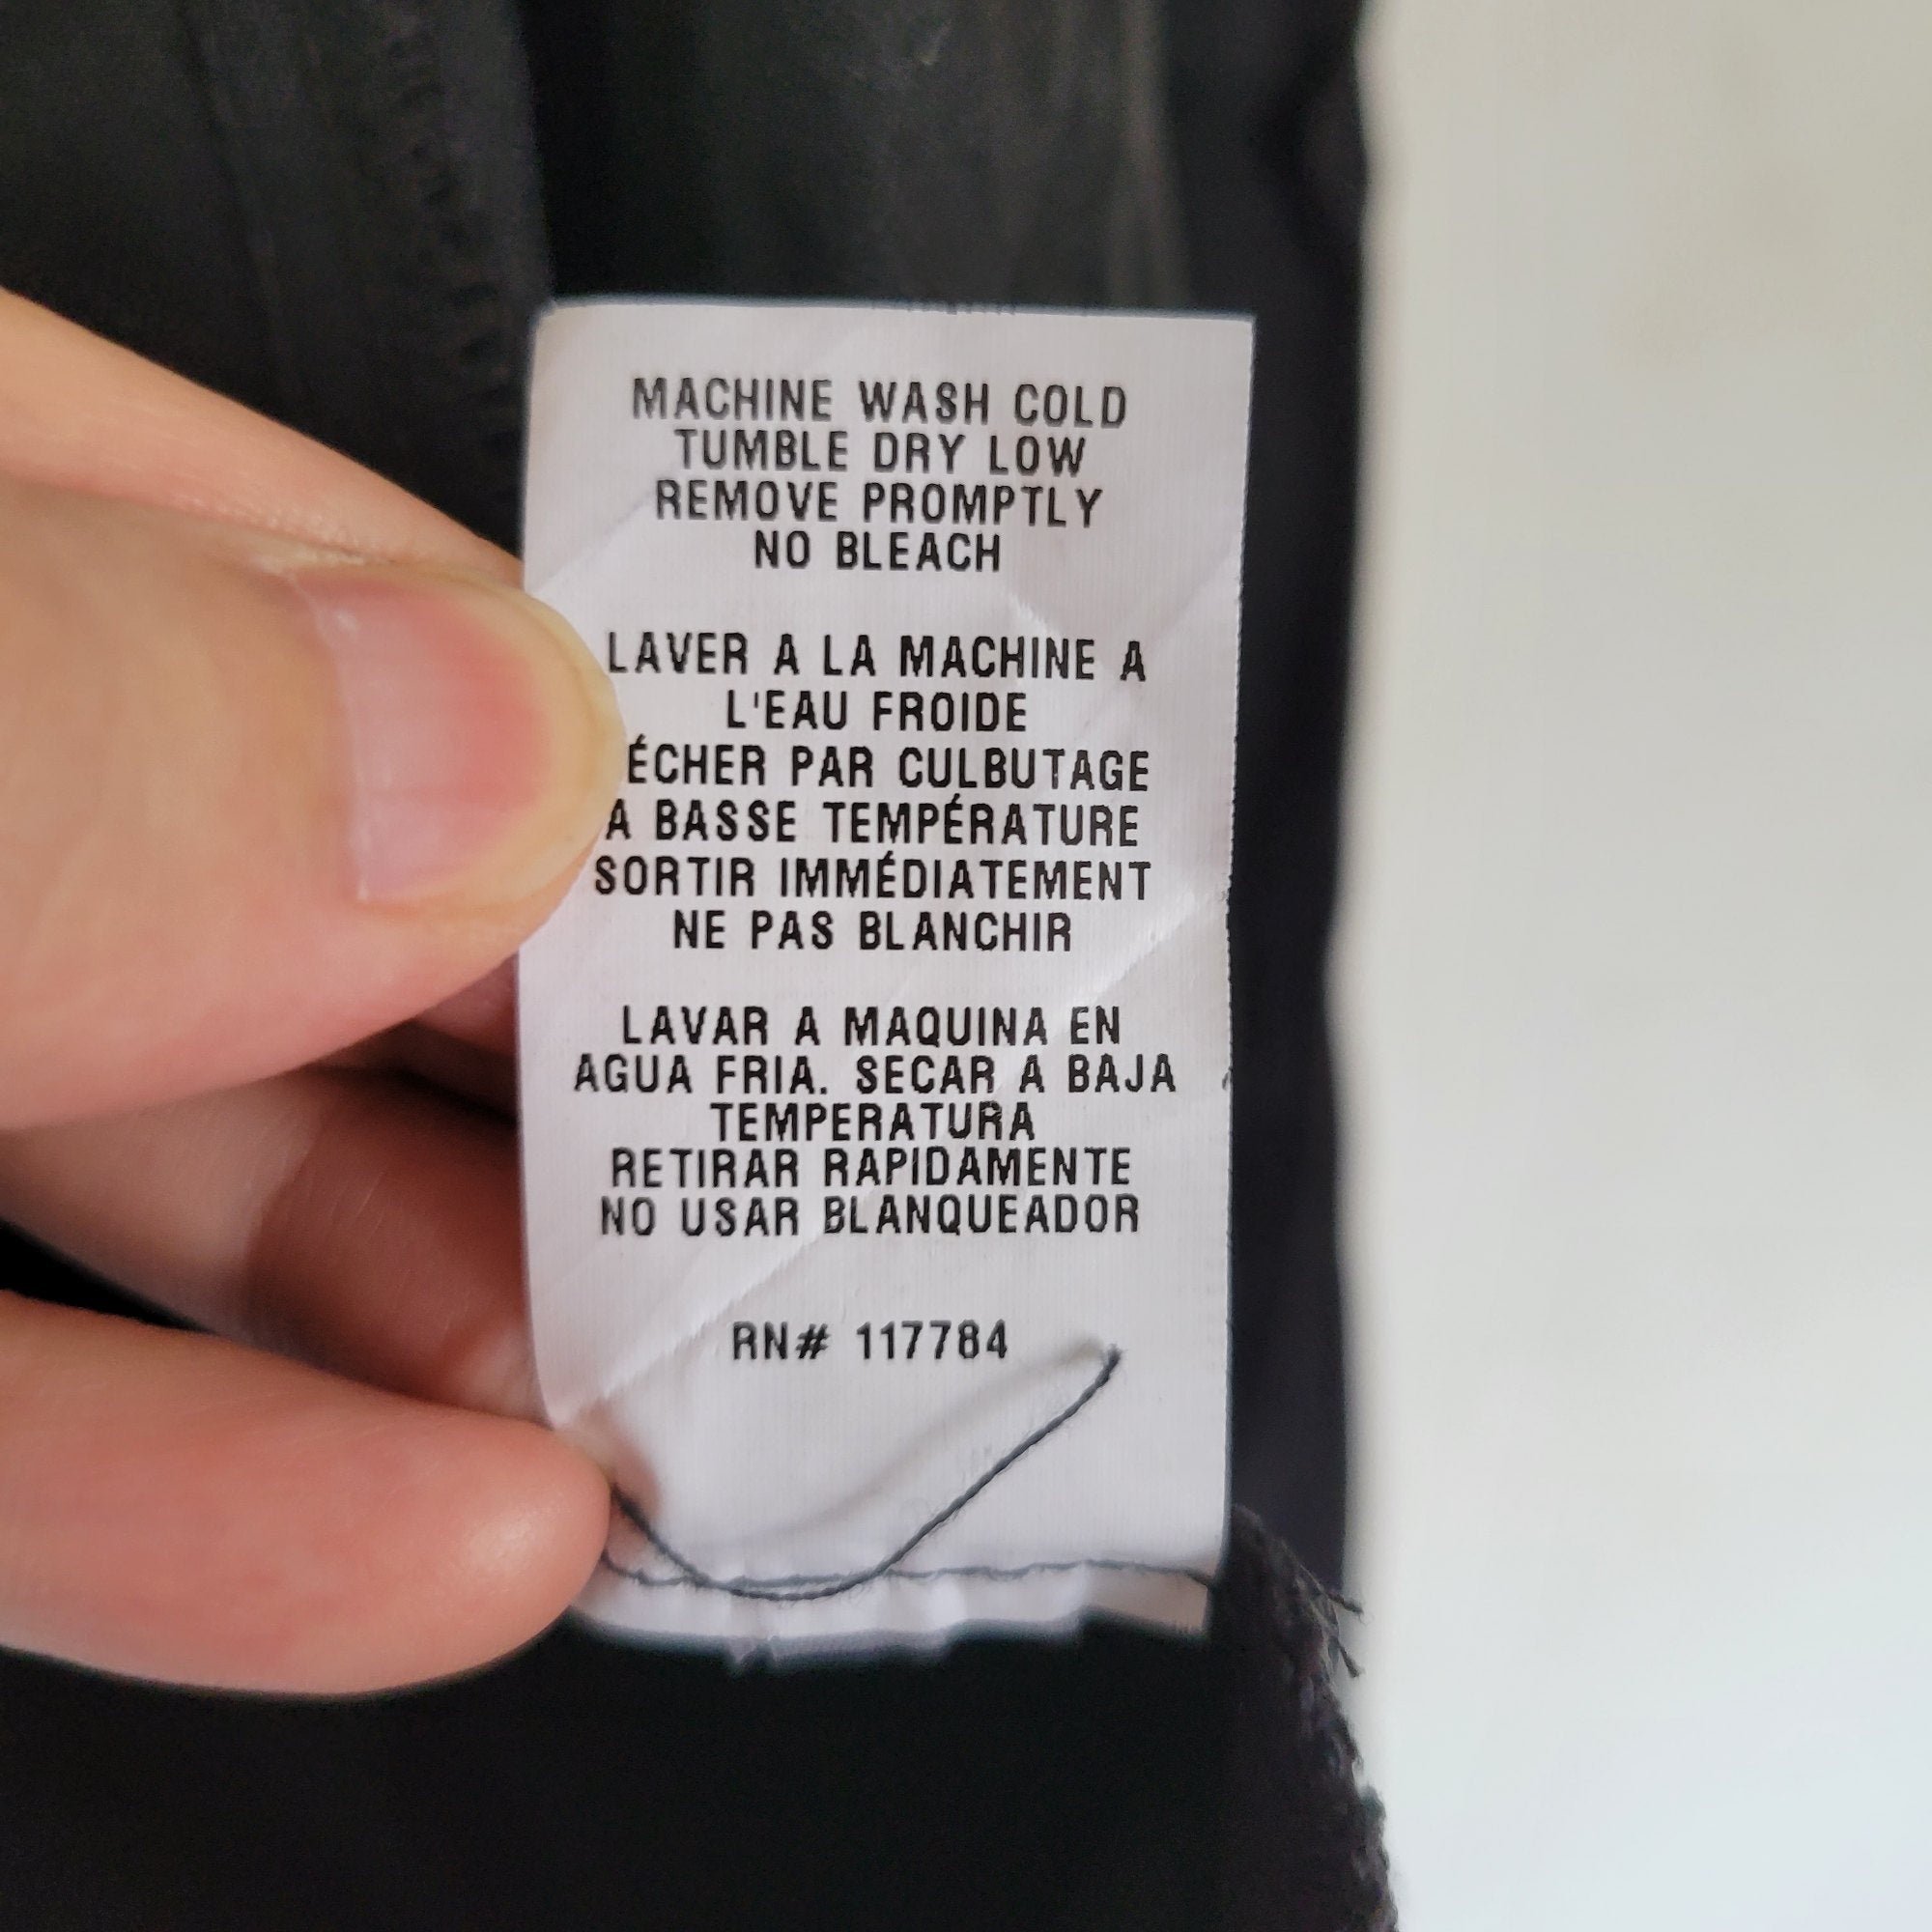 MACHINE WASH COLD
TUMBLE DRY LOW
REMOVE PROMPTLY
NO BLEACH
LAVER A LA MACHINE A
L'EAU FROIDE
ÉCHER PAR CULBUTAGE
A BASSE TEMPÉRATURE
SORTIR IMMÉDIATEMENT
NE PAS BLANCHIR
LAVAR A MAQUINA EN
AGUA FRIA. SECAR A BAJA
TEMPERATURA
RETIRAR RAPIDAMENTE
NO USAR BLANQUEADOR
RN# 117784